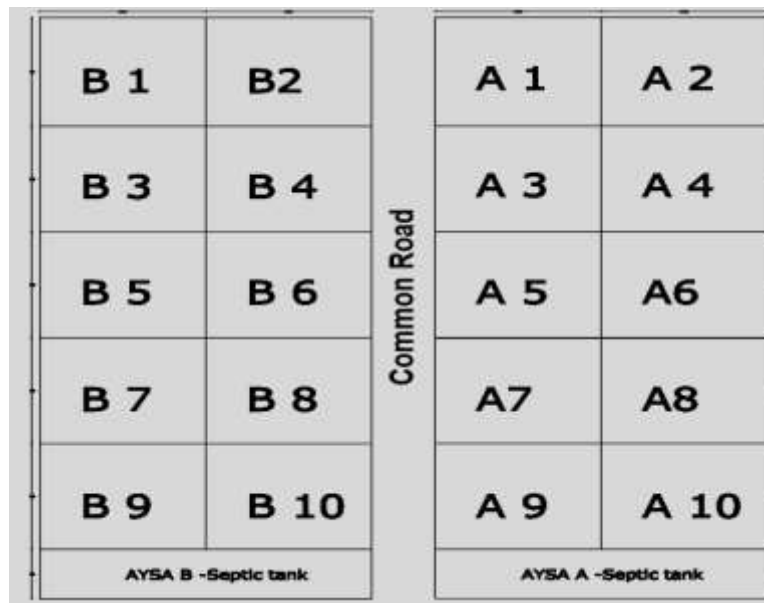 B 1 B2 A 1 A 2
B 3 B 4 A 3 A 4
B 5 B 6 A 5 A6
Common Road
B 7 B 8 A7 A8
B 9 B 10 A 9 A 10
AYSA B -Septic tank AYSA A -Septic tank